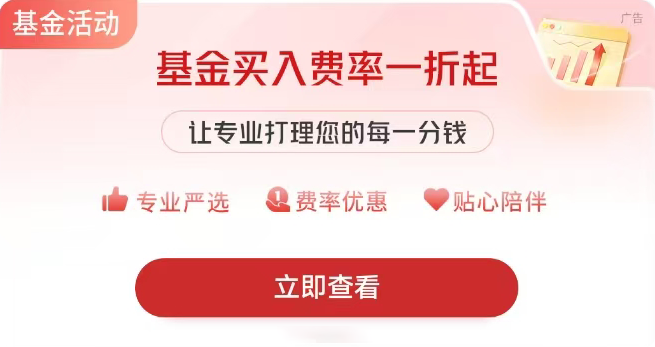 基金活动
广告
基金买入费率一折起
让专业打理您的每一分钱
专业严选 费率优惠 贴心陪伴
立即查看